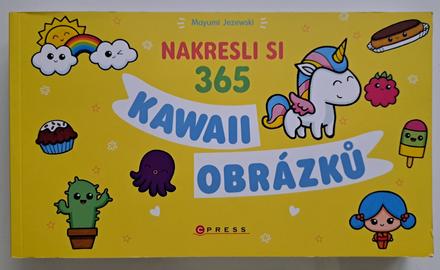 Mayumi Jezewski
NAKRESLI SI
365
KAWAII
OBRÁZKŮ
CPRESS